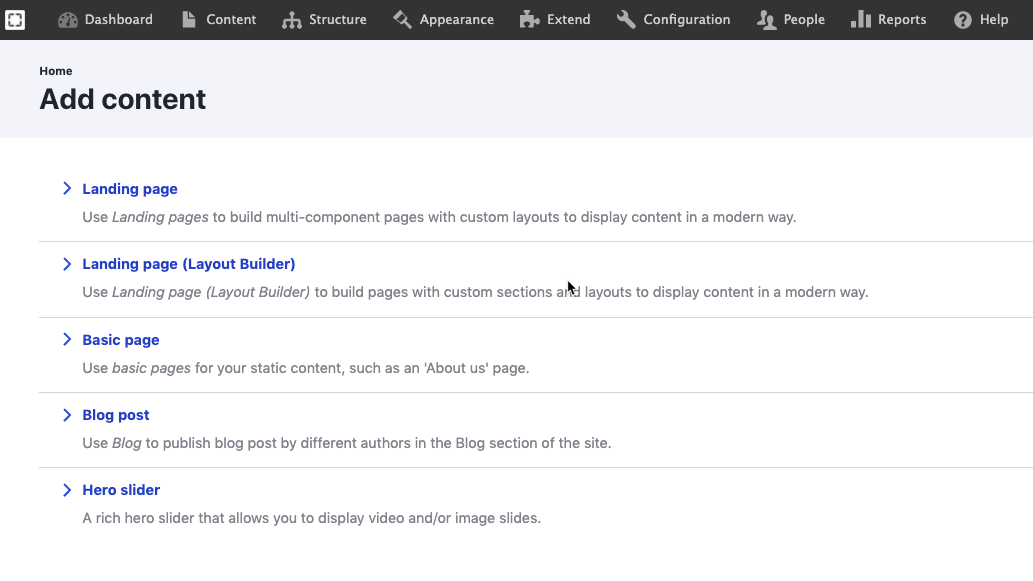 Dashboard Content Structure Appearance Extend Configuration People Reports Help
Home
Add content
Landing page
Use Landing pages to build multi-component pages with custom layouts to display content in a modern way.
Landing page (Layout Builder)
Use Landing page (Layout Builder) to build pages with custom sections and layouts to display content in a modern way.
Basic page
Use basic pages for your static content, such as an 'About us' page.
Blog post
Use Blog to publish blog post by different authors in the Blog section of the site.
Hero slider
A rich hero slider that allows you to display video and/or image slides.